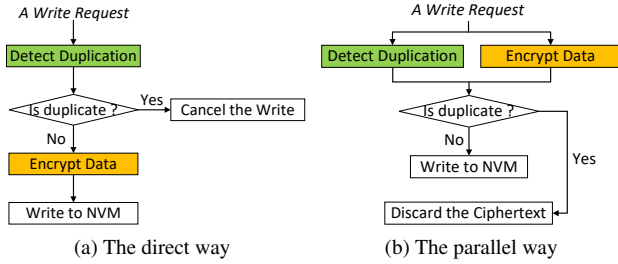 A Write Request
Detect Duplication
Is duplicate ?
Yes
Cancel the Write
No
Encrypt Data
Write to NVM
(a) The direct way
A Write Request
Detect Duplication
Encrypt Data
Is duplicate ?
No
Yes
Write to NVM
Discard the Ciphertext
(b) The parallel way